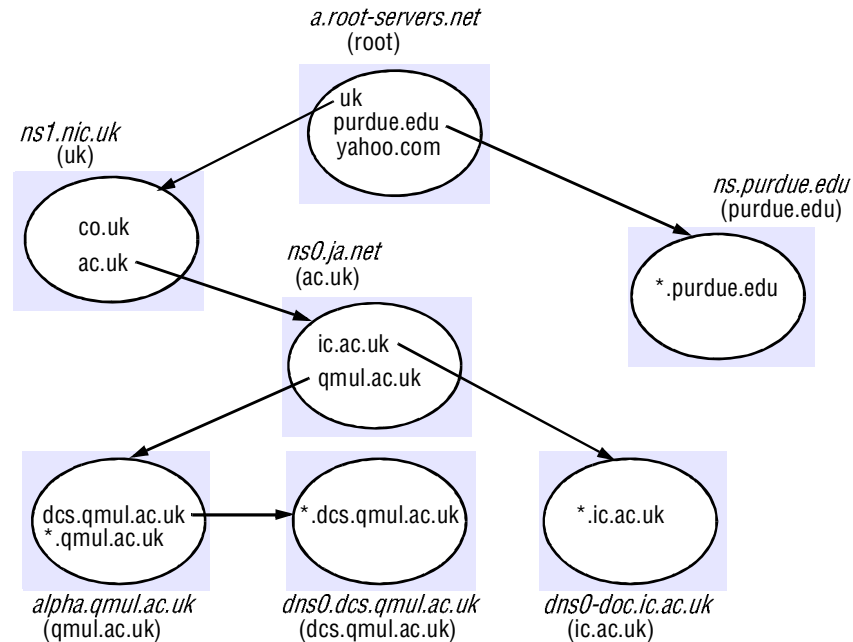 a.root-servers.net
(root)
uk
purdue.edu
yahoo.com
ns1.nic.uk
(uk)
co.uk
ac.uk
ns.purdue.edu
(purdue.edu)
*.purdue.edu
ns0.ja.net
(ac.uk)
ic.ac.uk
qmul.ac.uk
dcs.qmul.ac.uk
*.qmul.ac.uk
alpha.qmul.ac.uk
(qmul.ac.uk)
*.dcs.qmul.ac.uk
dns0.dcs.qmul.ac.uk
(dcs.qmul.ac.uk)
*.ic.ac.uk
dns0-doc.ic.ac.uk
(ic.ac.uk)